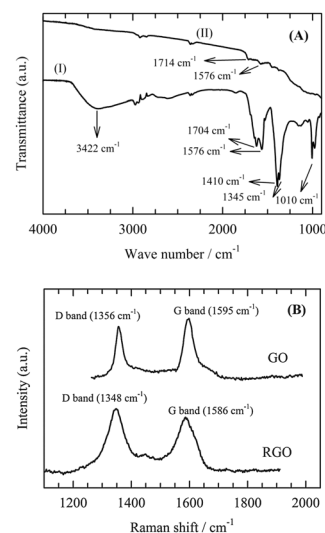 (A)
(II)
(I)
1714 cm⁻¹
1576 cm⁻¹
3422 cm⁻¹
1704 cm⁻¹
1576 cm⁻¹
1410 cm⁻¹
1345 cm⁻¹
1010 cm⁻¹
Transmittance (a.u.)
4000 3000 2000 1000
Wave number / cm⁻¹
(B)
D band (1356 cm⁻¹)
G band (1595 cm⁻¹)
GO
D band (1348 cm⁻¹)
G band (1586 cm⁻¹)
RGO
Intensity (a.u.)
1200 1400 1600 1800 2000
Raman shift / cm⁻¹